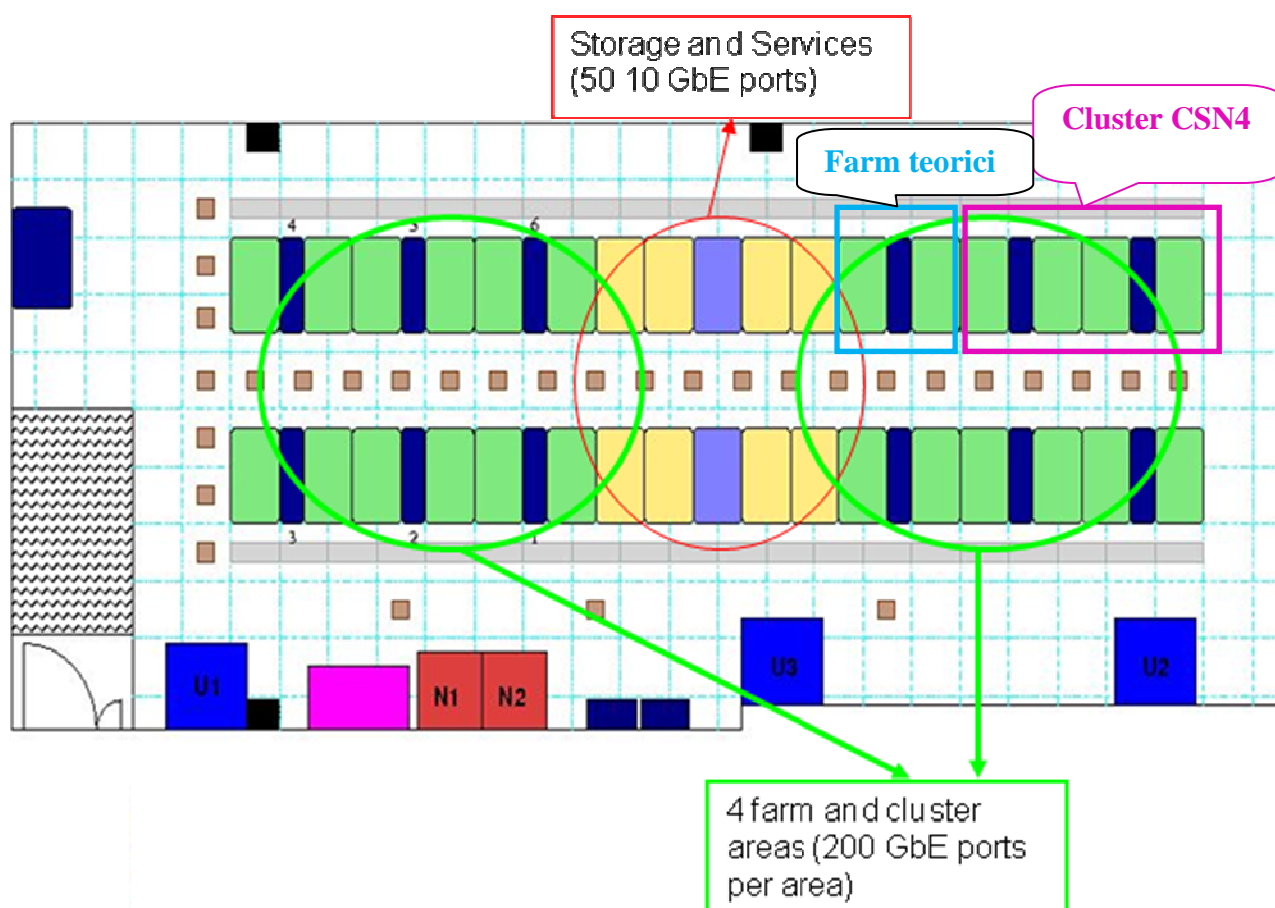 Storage and Services
(50 10 GbE ports)
Cluster CSN4
Farm teorici
4 5 6
3 2 1
U1
N1 N2
U3
U2
4 farm and cluster
areas (200 GbE ports
per area)